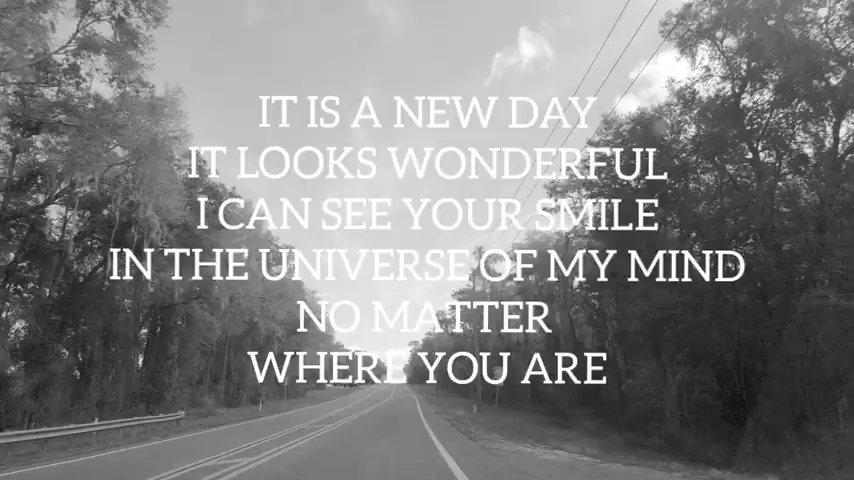 IT IS A NEW DAY
IT LOOKS WONDERFUL
I CAN SEE YOUR SMILE
IN THE UNIVERSE OF MY MIND
NO MATTER
WHERE YOU ARE